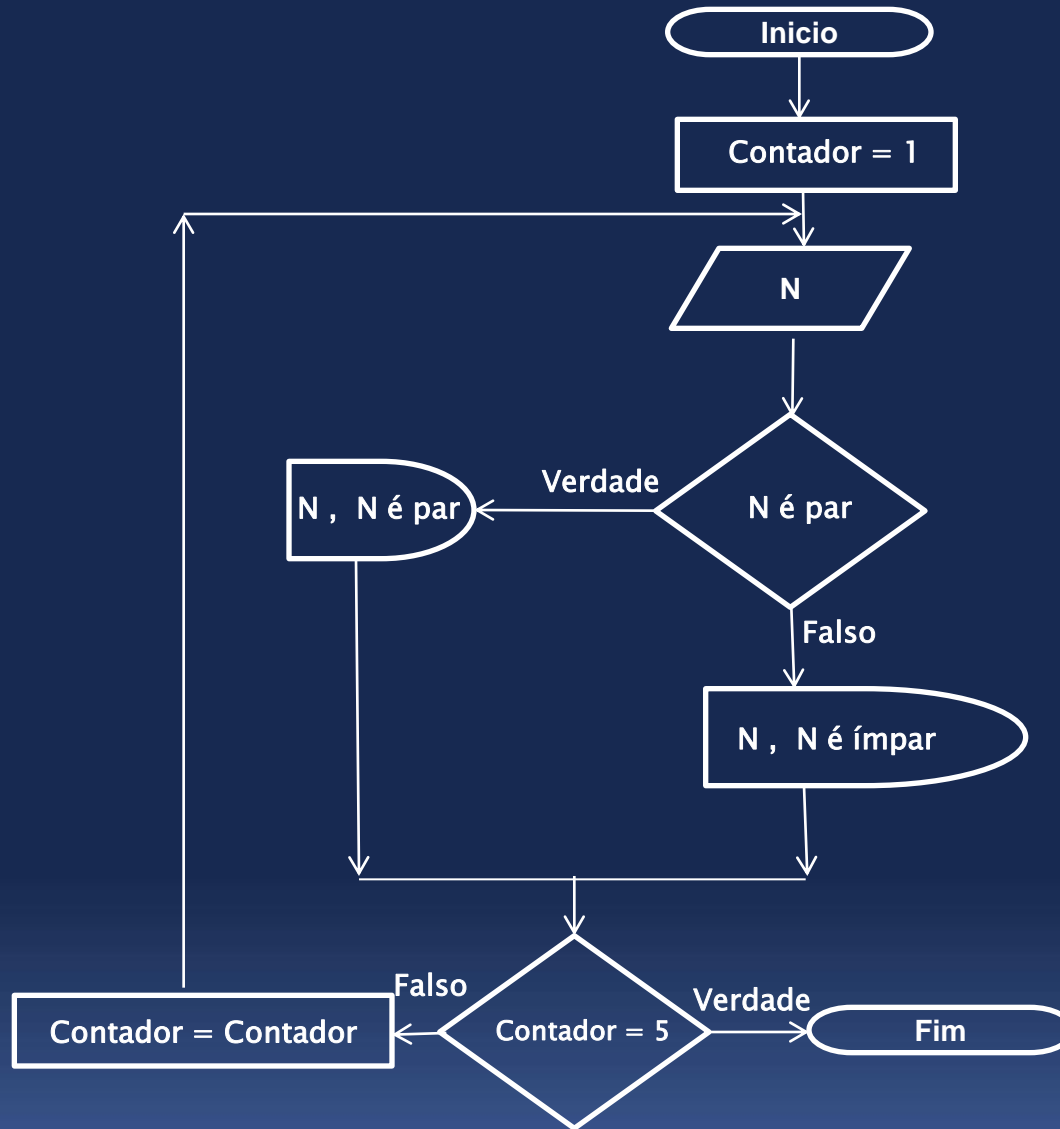 Inicio
Contador = 1
N
N é par
Verdade
N , N é par
Falso
N , N é ímpar
Contador = 5
Falso
Contador = Contador
Verdade
Fim